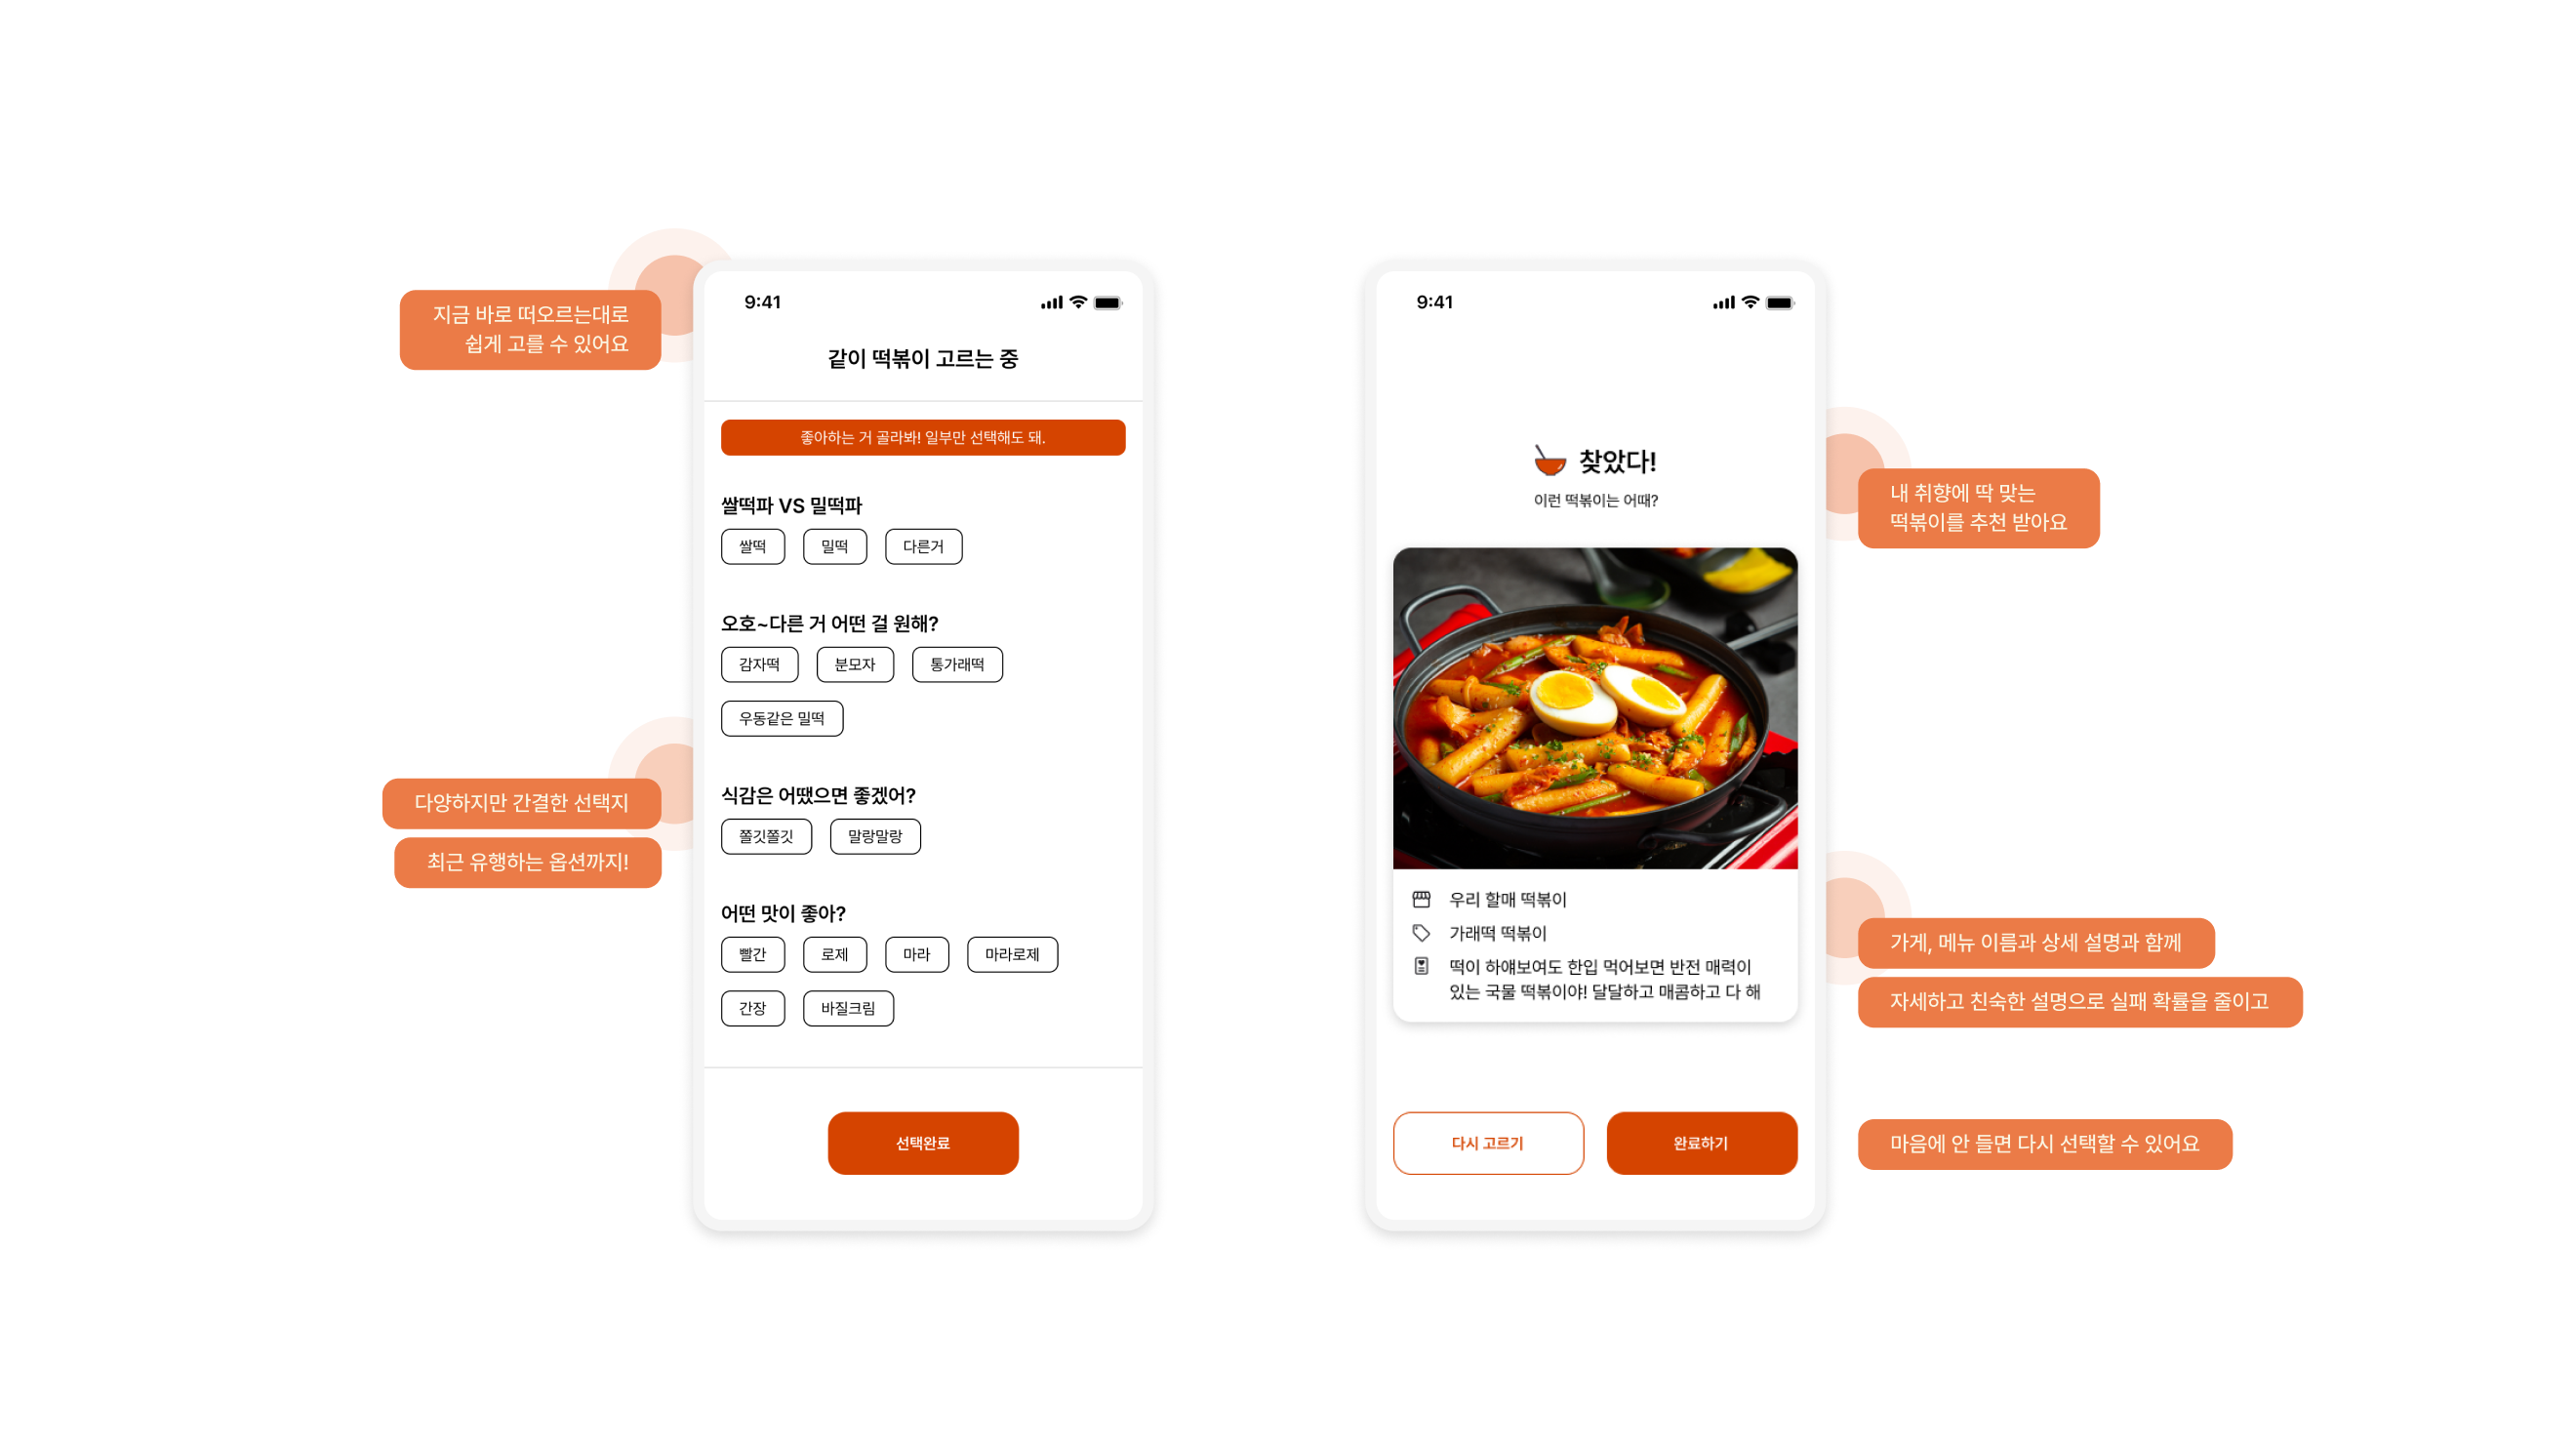 지금 바로 떠오르는대로
쉽게 고를 수 있어요
다양하지만 간결한 선택지
최근 유행하는 옵션까지!
9:41
같이 떡볶이 고르는 중
좋아하는 거 골라봐! 일부만 선택해도 돼.
쌀떡파 VS 밀떡파
쌀떡 밀떡 다른거
오호~다른 거 어떤 걸 원해?
감자떡 분모자 통가래떡
우동같은 밀떡
식감은 어땠으면 좋겠어?
쫄깃쫄깃 말랑말랑
어떤 맛이 좋아?
빨간 로제 마라 마라로제
간장 바질크림
선택완료
9:41
찾았다!
이런 떡볶이는 어때?
우리 할매 떡볶이
가래떡 떡볶이
떡이 하얘보여도 한입 먹어보면 반전 매력이
있는 국물 떡볶이야! 달달하고 매콤하고 다 해
다시 고르기 완료하기
내 취향에 딱 맞는
떡볶이를 추천 받아요
가게, 메뉴 이름과 상세 설명과 함께
자세하고 친숙한 설명으로 실패 확률을 줄이고
마음에 안 들면 다시 선택할 수 있어요